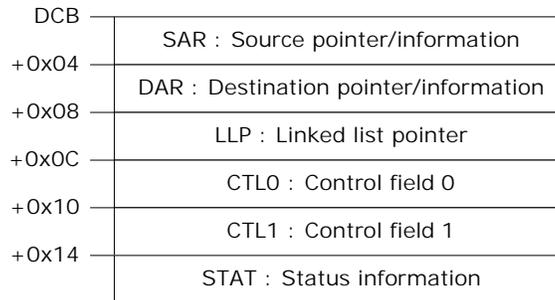 DCB
SAR : Source pointer/information
+0x04
DAR : Destination pointer/information
+0x08
LLP : Linked list pointer
+0x0C
CTL0 : Control field 0
+0x10
CTL1 : Control field 1
+0x14
STAT : Status information